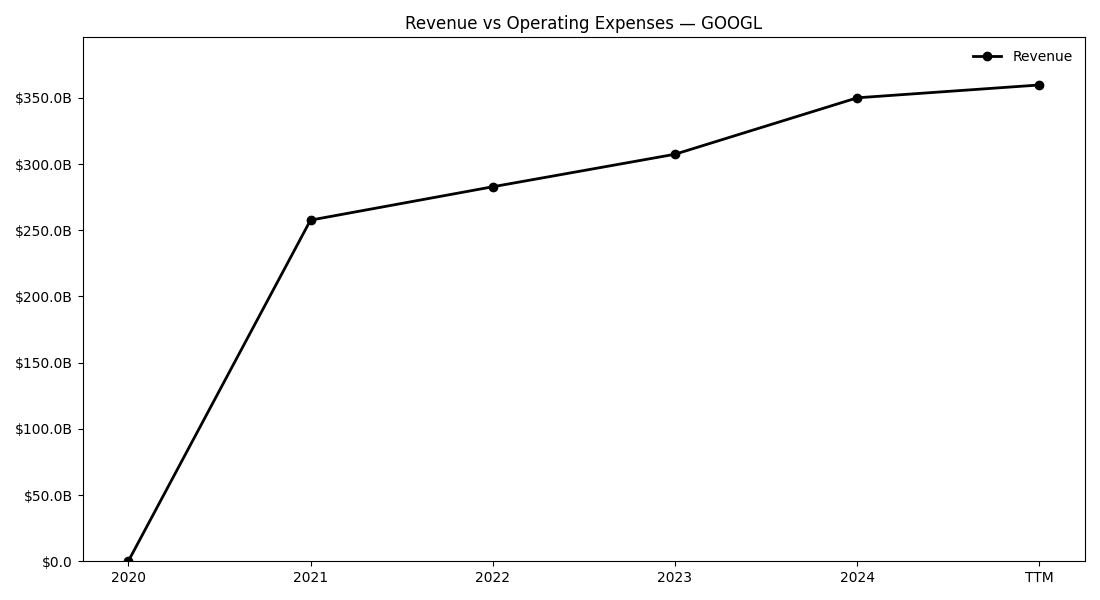 Revenue vs Operating Expenses — GOOGL
Revenue
$350.0B
$300.0B
$250.0B
$200.0B
$150.0B
$100.0B
$50.0B
$0.0
2020 2021 2022 2023 2024 TTM